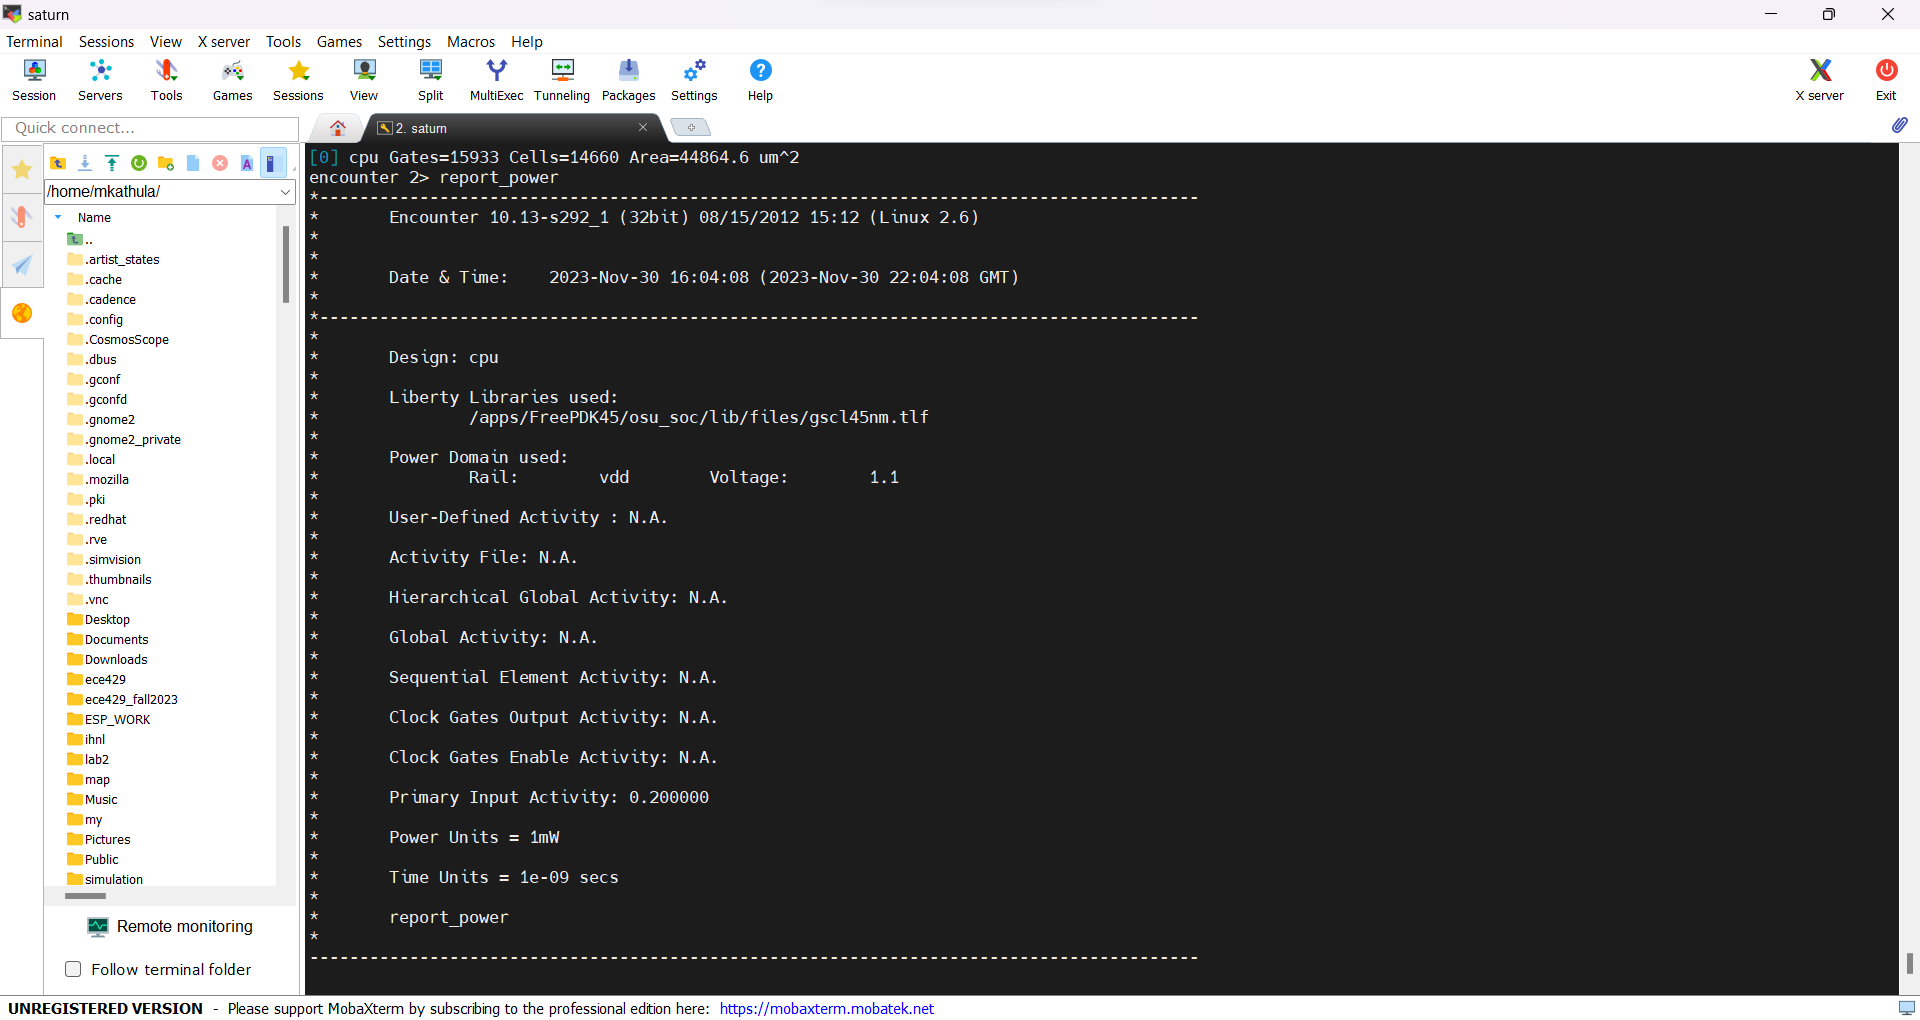 saturn
Terminal Sessions View X server Tools Games Settings Macros Help
Session Servers Tools Games Sessions View Split MultiExec Tunneling Packages Settings Help X server Exit
Quick connect...
2. saturn
/home/mkathula/
Name
..
.artist_states
.cache
.cadence
.config
.CosmosScope
.dbus
.gconf
.gconfd
.gnome2
.gnome2_private
.local
.mozilla
.pki
.redhat
.rve
.simvision
.thumbnails
.vnc
Desktop
Documents
Downloads
ece429
ece429_fall2023
ESP_WORK
ihnl
lab2
map
Music
my
Pictures
Public
simulation
Remote monitoring
Follow terminal folder
[0] cpu Gates=15933 Cells=14660 Area=44864.6 um^2
encounter 2> report_power
*----------------------------------------------------------------------------------------
* Encounter 10.13-s292_1 (32bit) 08/15/2012 15:12 (Linux 2.6)
*
*
* Date & Time: 2023-Nov-30 16:04:08 (2023-Nov-30 22:04:08 GMT)
*
*----------------------------------------------------------------------------------------
*
* Design: cpu
*
* Liberty Libraries used:
* /apps/FreePDK45/osu_soc/lib/files/gscl45nm.tlf
*
* Power Domain used:
* Rail: vdd Voltage: 1.1
*
* User-Defined Activity : N.A.
*
* Activity File: N.A.
*
* Hierarchical Global Activity: N.A.
*
* Global Activity: N.A.
*
* Sequential Element Activity: N.A.
*
* Clock Gates Output Activity: N.A.
*
* Clock Gates Enable Activity: N.A.
*
* Primary Input Activity: 0.200000
*
* Power Units = 1mW
*
* Time Units = 1e-09 secs
*
* report_power
*
-----------------------------------------------------------------------------------------
UNREGISTERED VERSION - Please support MobaXterm by subscribing to the professional edition here: https://mobaxterm.mobatek.net